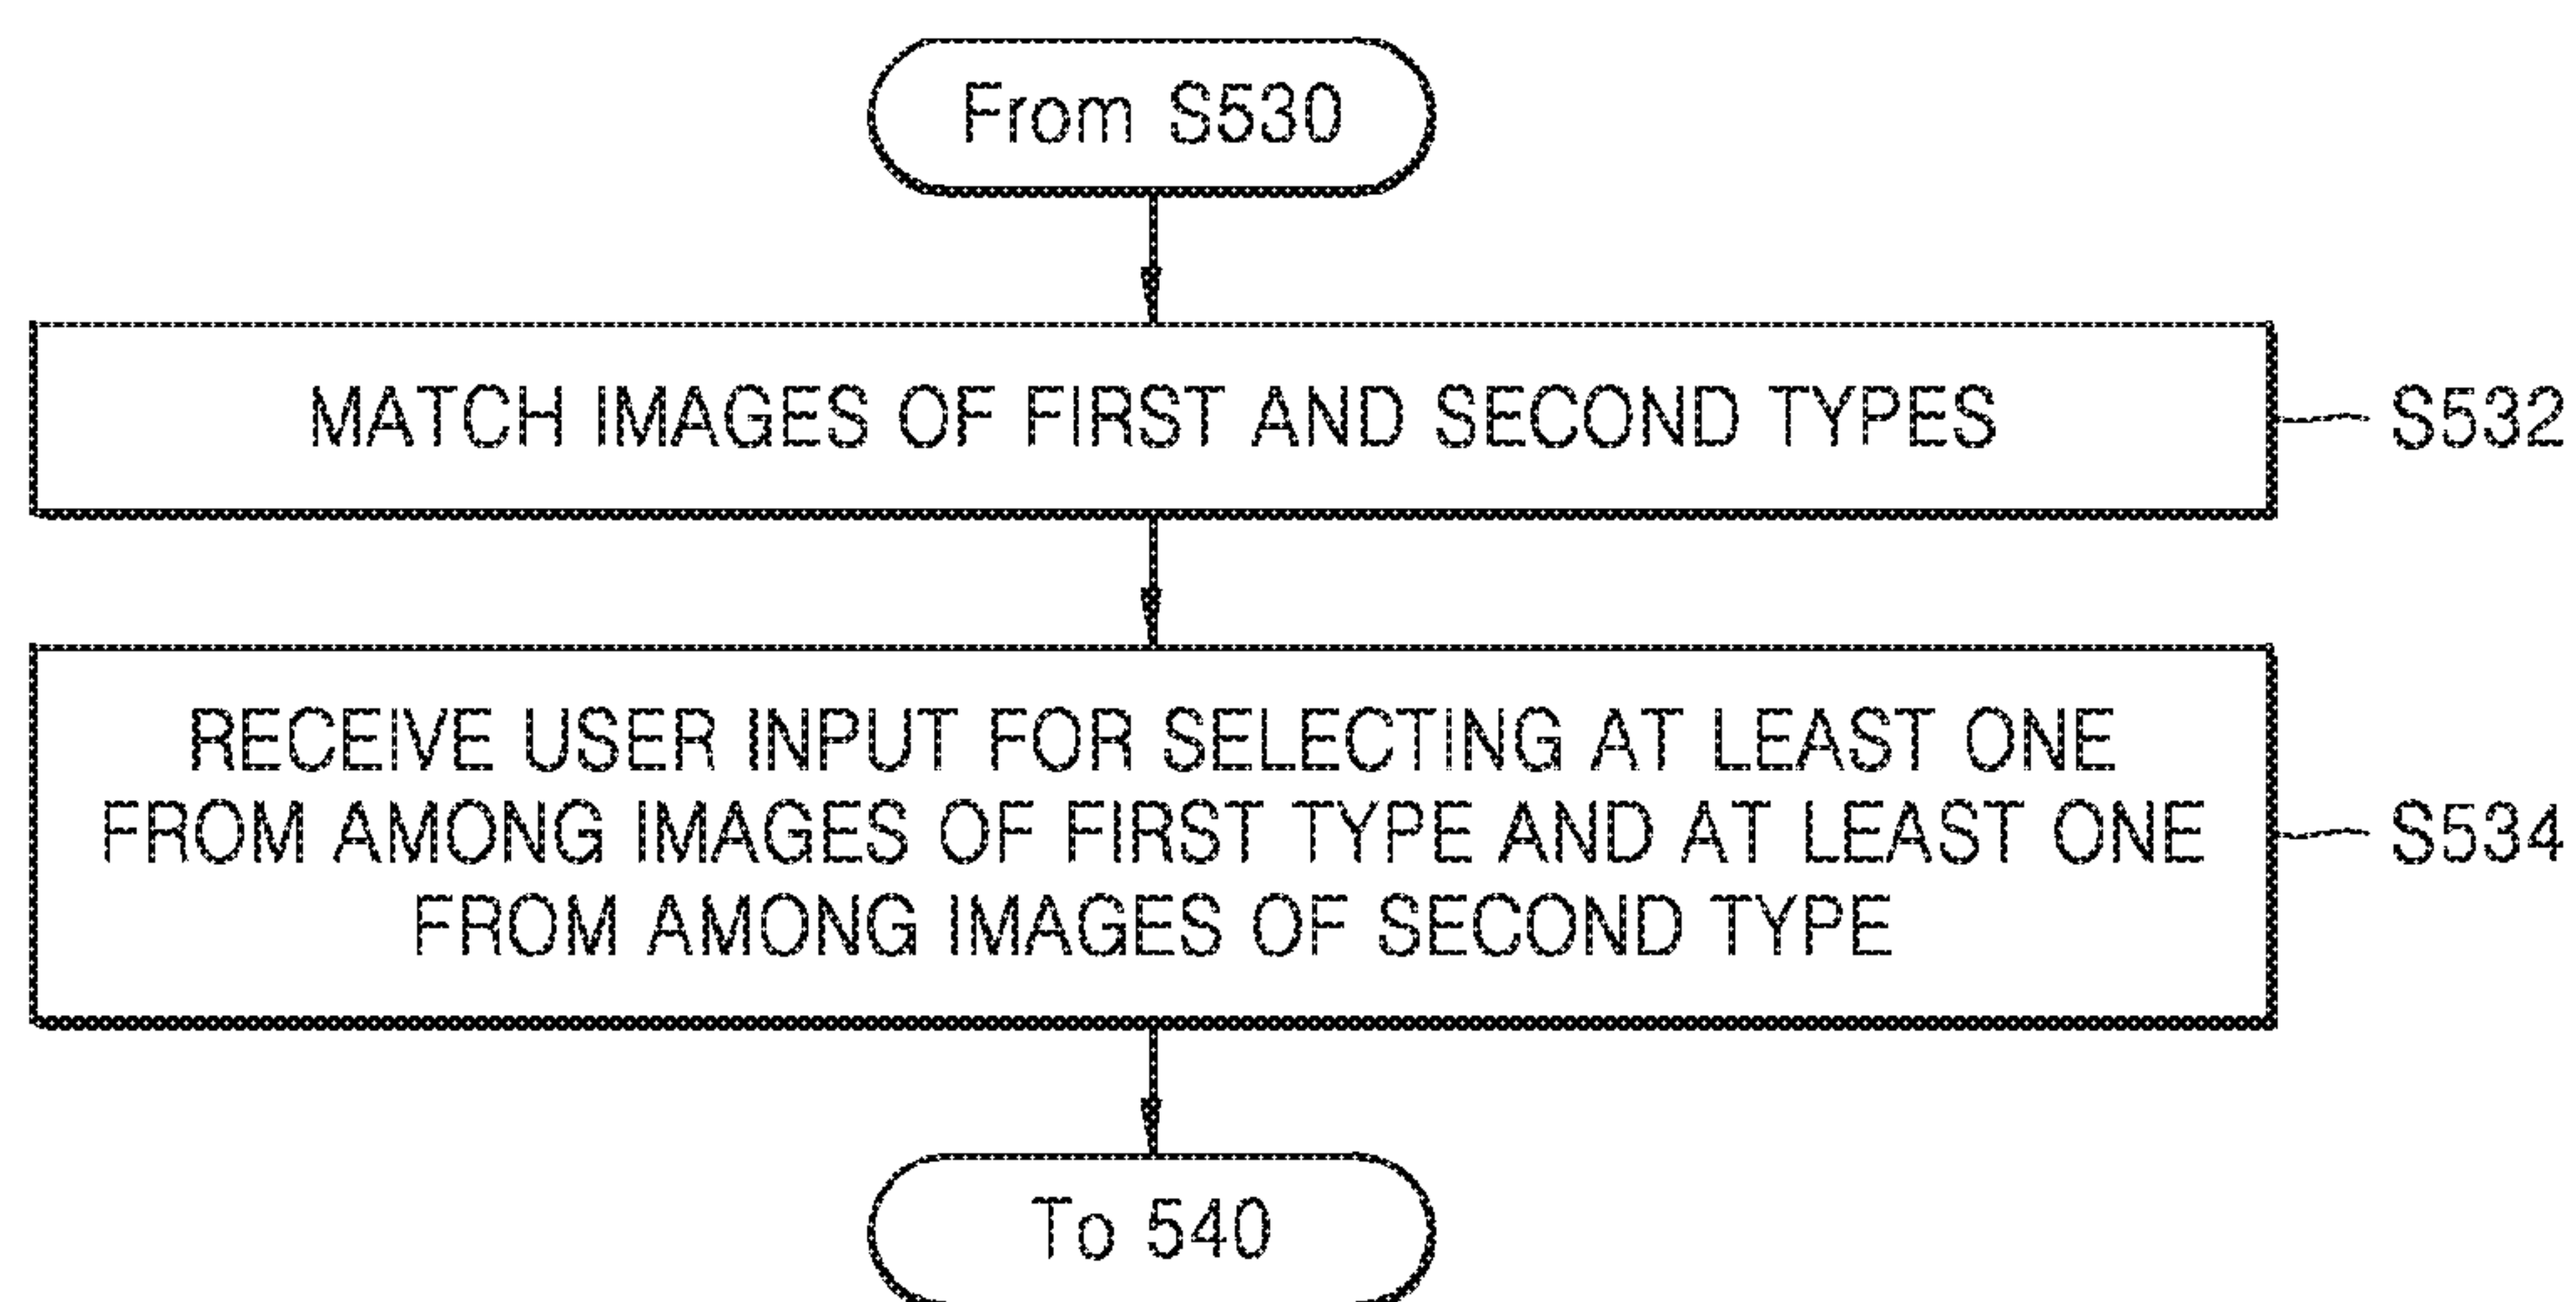 From S530
MATCH IMAGES OF FIRST AND SECOND TYPES
S532
RECEIVE USER INPUT FOR SELECTING AT LEAST ONE
FROM AMONG IMAGES OF FIRST TYPE AND AT LEAST ONE
FROM AMONG IMAGES OF SECOND TYPE
S534
To 540